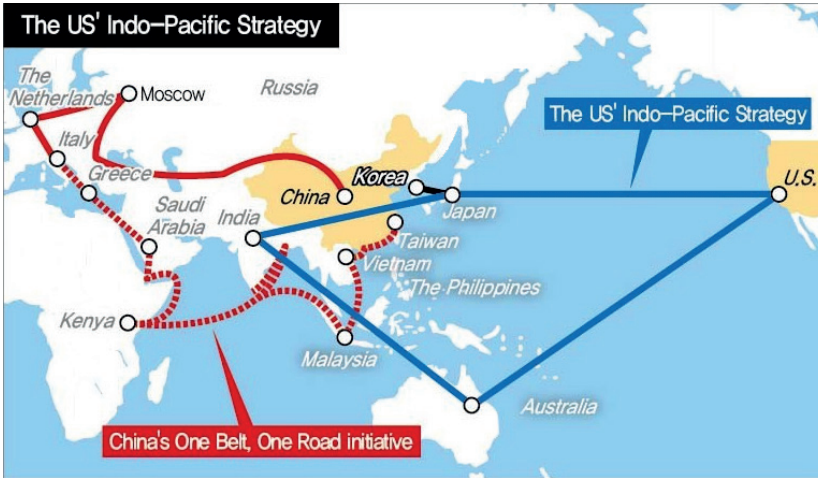 The US' Indo-Pacific Strategy
The
Netherlands
Moscow
Russia
The US' Indo-Pacific Strategy
Italy
Greece
Korea
U.S.
China
Saudi
Arabia
India
Japan
Taiwan
Vietnam
The Philippines
Kenya
Malaysia
Australia
China's One Belt, One Road initiative